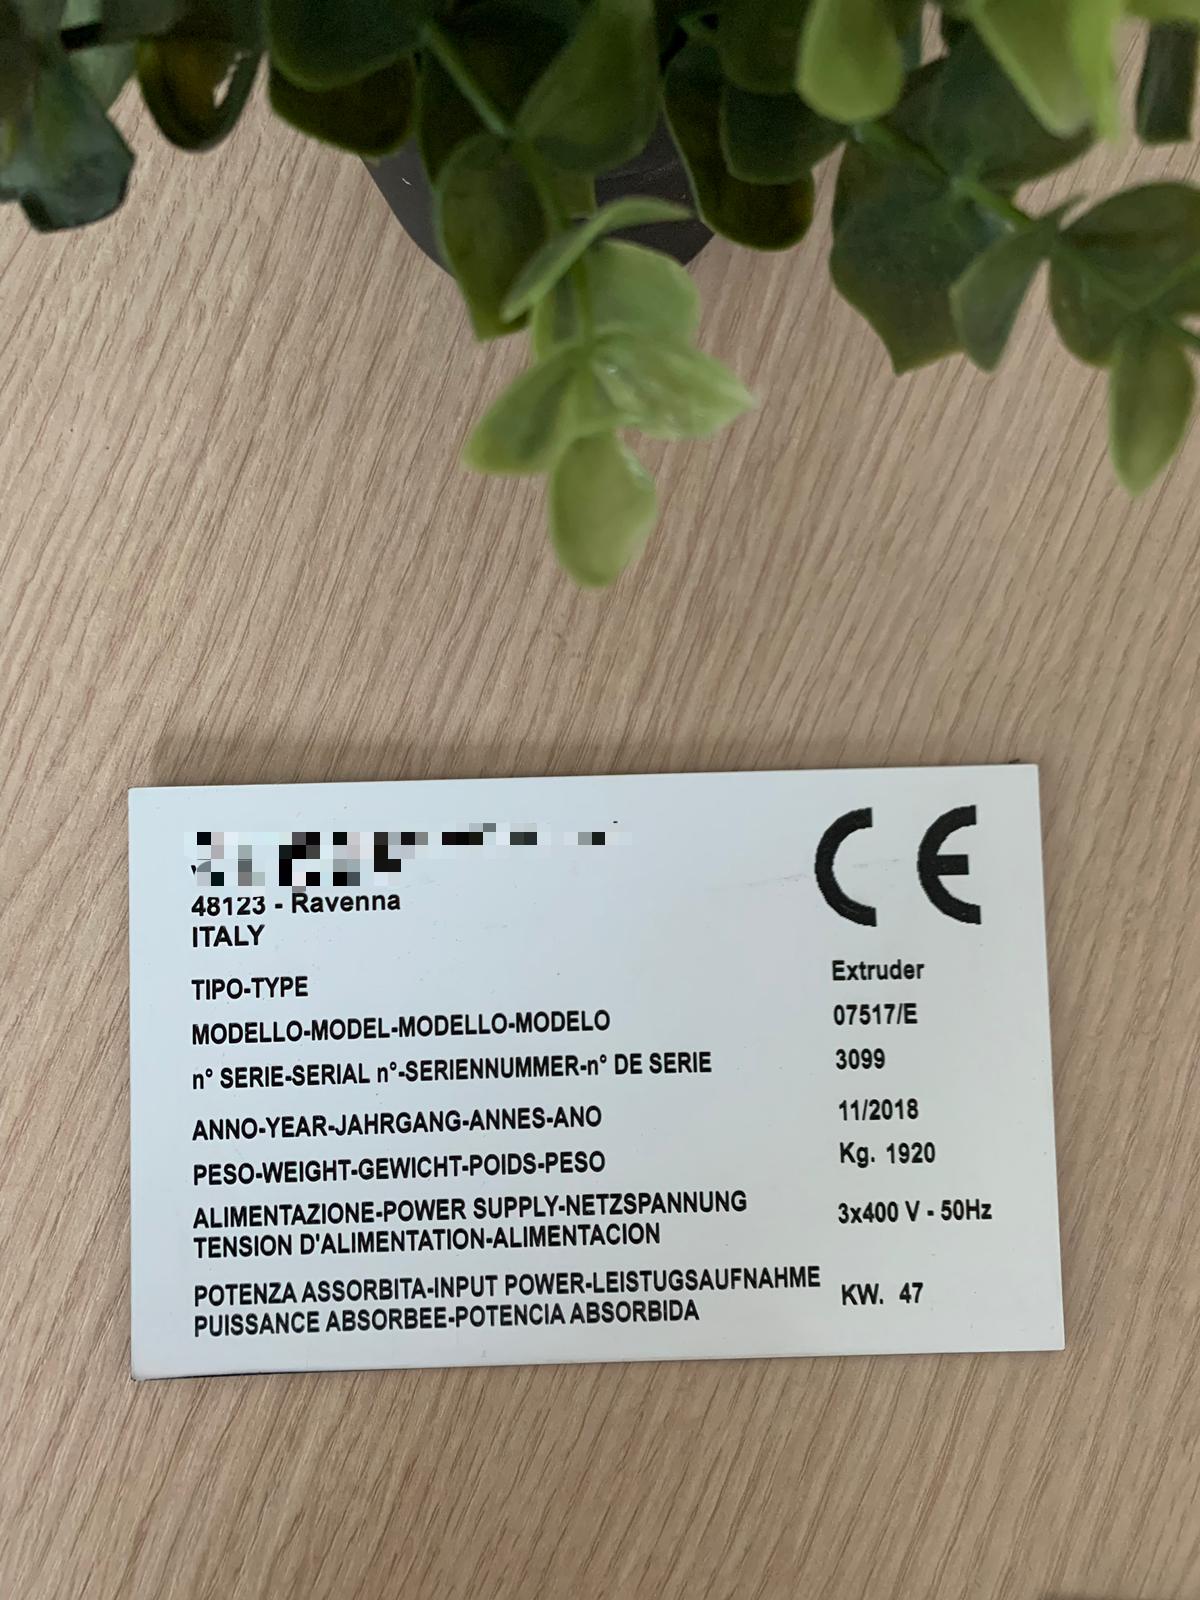 48123 - Ravenna
ITALY
CE
TIPO-TYPE Extruder
MODELLO-MODEL-MODELLO-MODELO 07517/E
n° SERIE-SERIAL n°-SERIENNUMMER-n° DE SERIE 3099
ANNO-YEAR-JAHRGANG-ANNES-ANO 11/2018
PESO-WEIGHT-GEWICHT-POIDS-PESO Kg. 1920
ALIMENTAZIONE-POWER SUPPLY-NETZSPANNUNG
TENSION D'ALIMENTATION-ALIMENTACION 3x400 V - 50Hz
POTENZA ASSORBITA-INPUT POWER-LEISTUGSAUFNAHME
PUISSANCE ABSORBEE-POTENCIA ABSORBIDA KW. 47